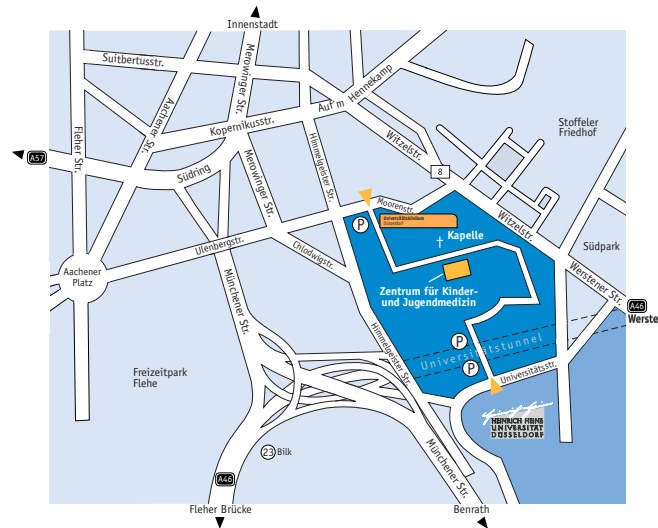 Innenstadt
Suitbertusstr.
Merowinger Str.
Aachener Str.
Auf'm Hennekamp
Kopernikusstr.
Fleher Str.
Himmelgeister Str.
Witzelstr.
Stoffeler
Friedhof
A57
Südring
Merowinger Str.
8
Moorenstr.
Universitätsklinikum
Düsseldorf
P
Kapelle
Witzelstr.
Ulenbergstr.
Chlodwigstr.
Südpark
Aachener
Platz
Münchener Str.
Zentrum für Kinder-
und Jugendmedizin
Werstener Str.
A46
Werste
Himmelgeister Str.
P
Universitätstunnel
P
Universitätsstr.
Freizeitpark
Flehe
HEINRICH HEINE
UNIVERSITÄT
DÜSSELDORF
23 Bilk
Münchener Str.
A46
Fleher Brücke
Benrath